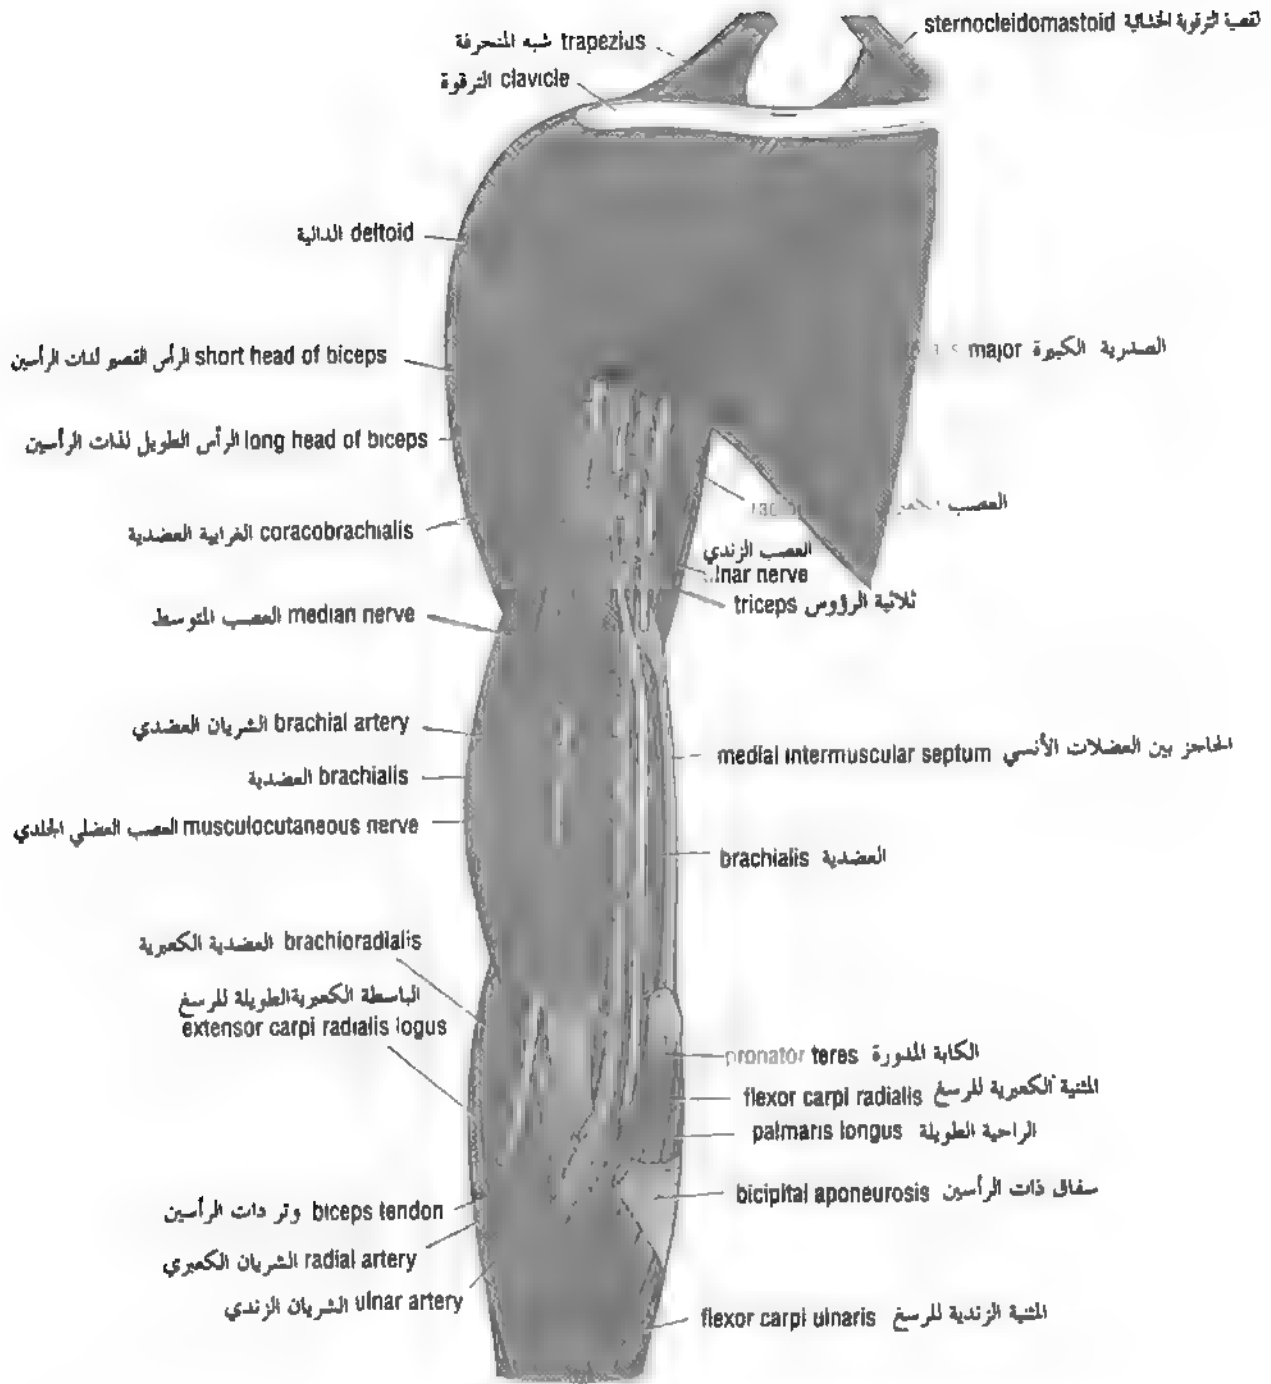 القصية الترقوية الخشائية sternocleidomastoid
شبه المنحرفة trapezius
الترقوة clavicle
الدالية deltoid
الرأس القصير لذات الرأسين short head of biceps
الصدرية الكبيرة major
الرأس الطويل لذات الرأسين long head of biceps
العصب
الغرابية العضدية coracobrachialis
العصب الزندي
ulnar nerve
ثلاثية الرؤوس triceps
العصب المتوسط median nerve
الشريان العضدي brachial artery
الحاجز بين العضلات الأنسي medial intermuscular septum
العضدية brachialis
العصب العضلي الجلدي musculocutaneous nerve
العضدية brachialis
العضدية الكعبرية brachioradialis
الباسطة الكعبرية الطويلة للرسغ
extensor carpi radialis logus
الكابة المدورة pronator teres
المثنية الكعبرية للرسغ flexor carpi radialis
الراحية الطويلة palmaris longus
سفاق ذات الرأسين bicipital aponeurosis
وتر ذات الرأسين biceps tendon
الشريان الكعبري radial artery
الشريان الزندي ulnar artery
المثنية الزندية للرسغ flexor carpi ulnaris